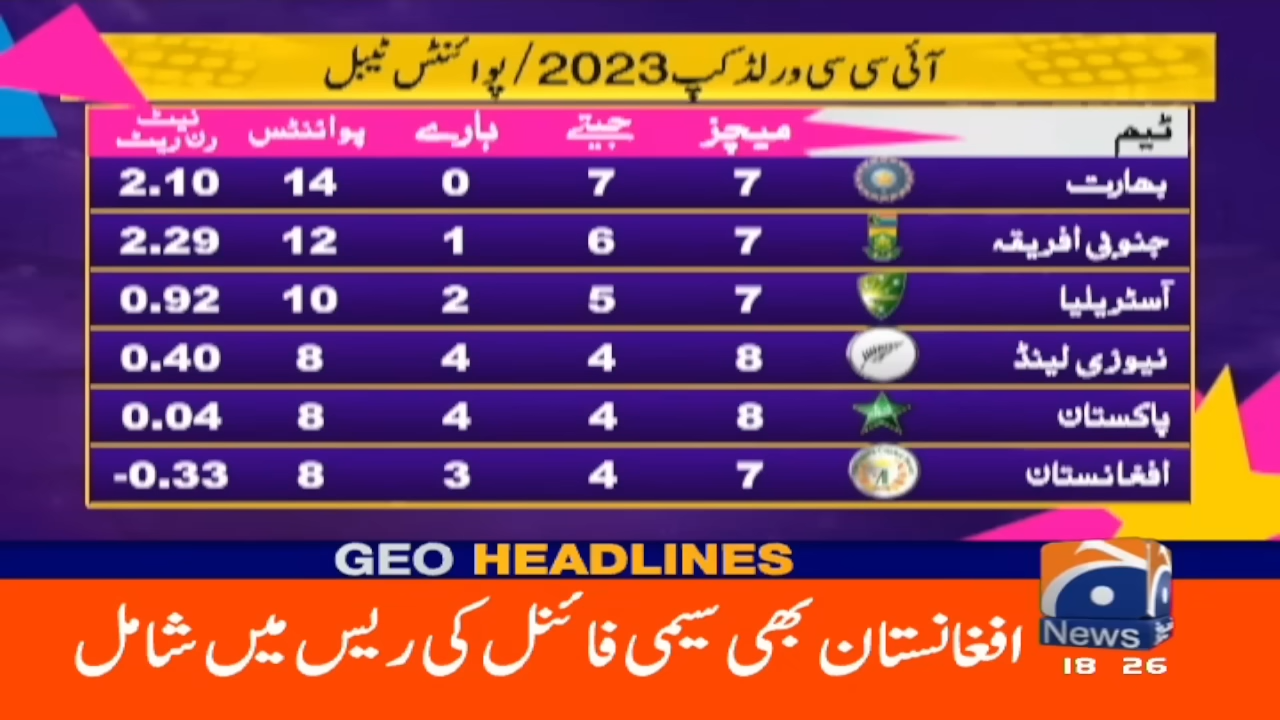 آئی سی سی ورلڈ کپ 2023/ پوائنٹس ٹیبل
ٹیم میچز جیتے ہارے پوائنٹس نیٹ رن ریٹ
بھارت 7 7 0 14 2.10
جنوبی افریقہ 7 6 1 12 2.29
آسٹریلیا 7 5 2 10 0.92
نیوزی لینڈ 8 4 4 8 0.40
پاکستان 8 4 4 8 0.04
افغانستان 7 4 3 8 -0.33
GEO HEADLINES
افغانستان بھی سیمی فائنل کی ریس میں شامل
News
18 26